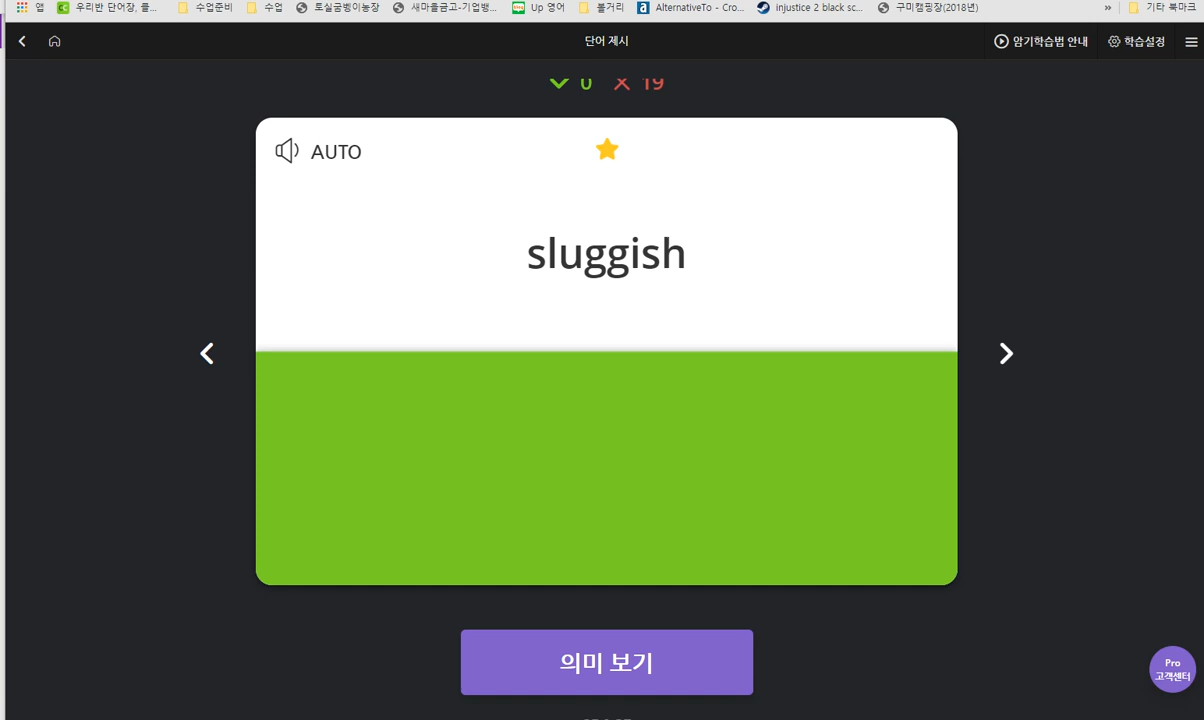 앱 우리반 단어장, 클... 수업준비 수업 토실굼벵이농장 새마을금고-기업뱅... Up 영어 볼거리 AlternativeTo - Cro... injustice 2 black sc... 구미캠핑장(2018년) » 기타 북마크
단어 제시 암기학습법 안내 학습설정
0 19
AUTO
sluggish
의미 보기
Pro
고객센터